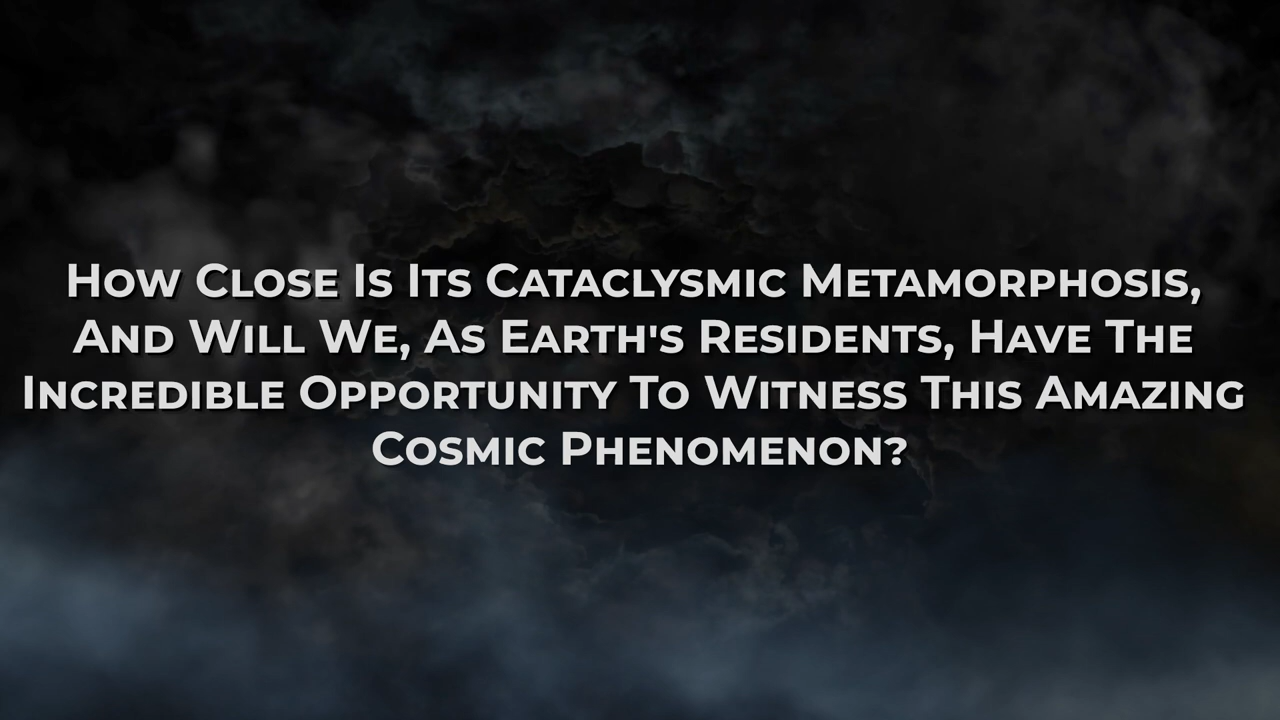 How Close Is Its Cataclysmic Metamorphosis,
And Will We, As Earth's Residents, Have The
Incredible Opportunity To Witness This Amazing
Cosmic Phenomenon?